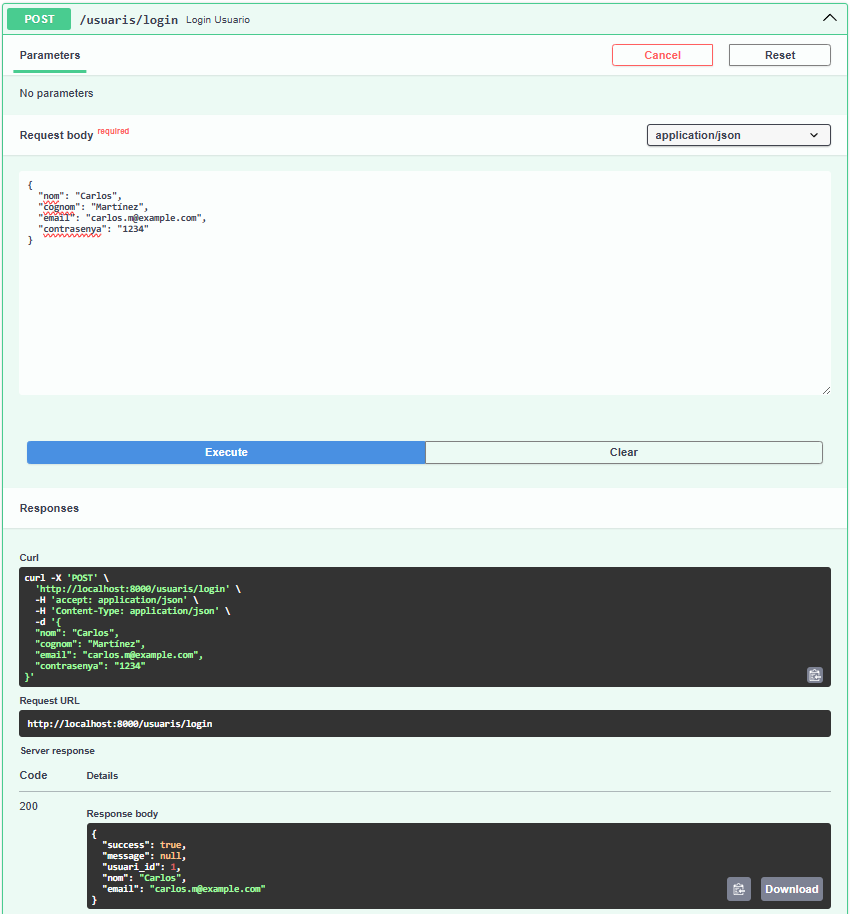 POST /usuaris/login Login Usuario
Parameters Cancel Reset
No parameters
Request body required application/json
{
  "nom": "Carlos",
  "cognom": "Martínez",
  "email": "carlos.m@example.com",
  "contrasenya": "1234"
}
Execute Clear
Responses
Curl
curl -X 'POST' \
  'http://localhost:8000/usuaris/login' \
  -H 'accept: application/json' \
  -H 'Content-Type: application/json' \
  -d '{
  "nom": "Carlos",
  "cognom": "Martínez",
  "email": "carlos.m@example.com",
  "contrasenya": "1234"
}'
Request URL
http://localhost:8000/usuaris/login
Server response
Code Details
200
Response body
{
  "success": true,
  "message": null,
  "usuari_id": 1,
  "nom": "Carlos",
  "email": "carlos.m@example.com"
}
Download